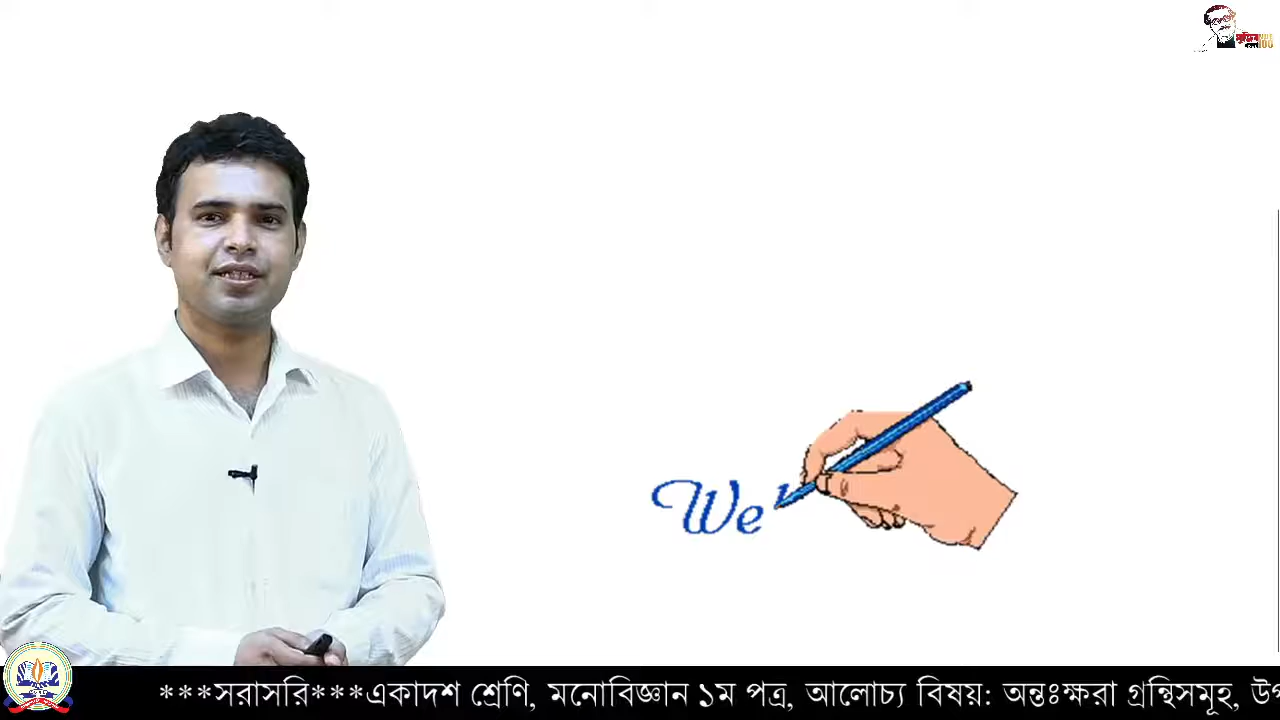 We
***সরাসরি***একাদশ শ্রেণি, মনোবিজ্ঞান ১ম পত্র, আলোচ্য বিষয়: অন্তঃক্ষরা গ্রন্থিসমূহ,